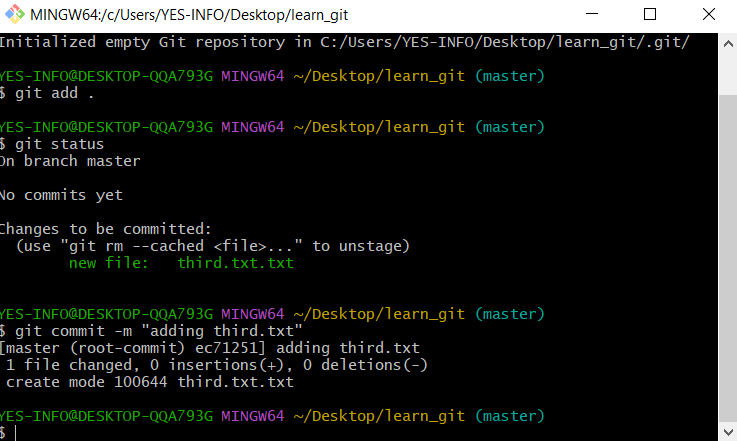 MINGW64:/c/Users/YES-INFO/Desktop/learn_git
Initialized empty Git repository in C:/Users/YES-INFO/Desktop/learn_git/.git/
YES-INFO@DESKTOP-QQA793G MINGW64 ~/Desktop/learn_git (master)
$ git add .
YES-INFO@DESKTOP-QQA793G MINGW64 ~/Desktop/learn_git (master)
$ git status
On branch master
No commits yet
Changes to be committed:
  (use "git rm --cached <file>..." to unstage)
        new file:   third.txt.txt
YES-INFO@DESKTOP-QQA793G MINGW64 ~/Desktop/learn_git (master)
$ git commit -m "adding third.txt"
[master (root-commit) ec71251] adding third.txt
 1 file changed, 0 insertions(+), 0 deletions(-)
 create mode 100644 third.txt.txt
YES-INFO@DESKTOP-QQA793G MINGW64 ~/Desktop/learn_git (master)
$